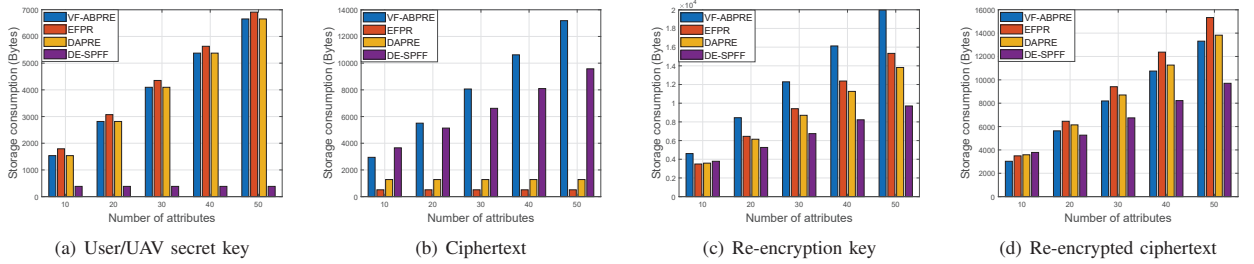 7000
6000
5000
4000
3000
2000
1000
0
Storage consumption (Bytes)
VF-ABPRE
EFPR
DAPRE
DE-SPFF
10 20 30 40 50
Number of attributes
(a) User/UAV secret key
14000
12000
10000
8000
6000
4000
2000
0
Storage consumption (Bytes)
VF-ABPRE
EFPR
DAPRE
DE-SPFF
10 20 30 40 50
Number of attributes
(b) Ciphertext
×10⁴
2
1.8
1.6
1.4
1.2
1
0.8
0.6
0.4
0.2
0
Storage consumption (Bytes)
VF-ABPRE
EFPR
DAPRE
DE-SPFF
10 20 30 40 50
Number of attributes
(c) Re-encryption key
16000
14000
12000
10000
8000
6000
4000
2000
0
Storage consumption (Bytes)
VF-ABPRE
EFPR
DAPRE
DE-SPFF
10 20 30 40 50
Number of attributes
(d) Re-encrypted ciphertext